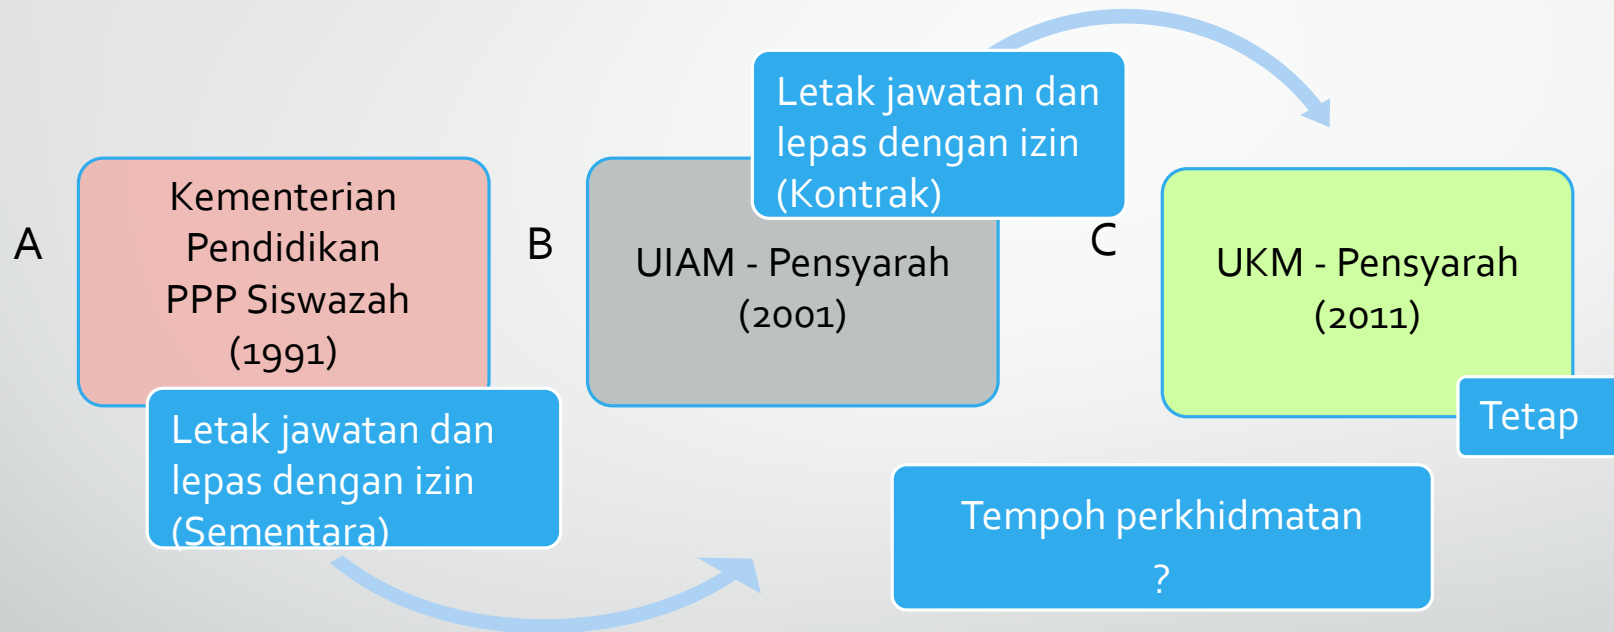 A
Kementerian
Pendidikan
PPP Siswazah
(1991)
Letak jawatan dan
lepas dengan izin
(Sementara)
B
UIAM - Pensyarah
(2001)
Letak jawatan dan
lepas dengan izin
(Kontrak)
C
UKM - Pensyarah
(2011)
Tetap
Tempoh perkhidmatan
?